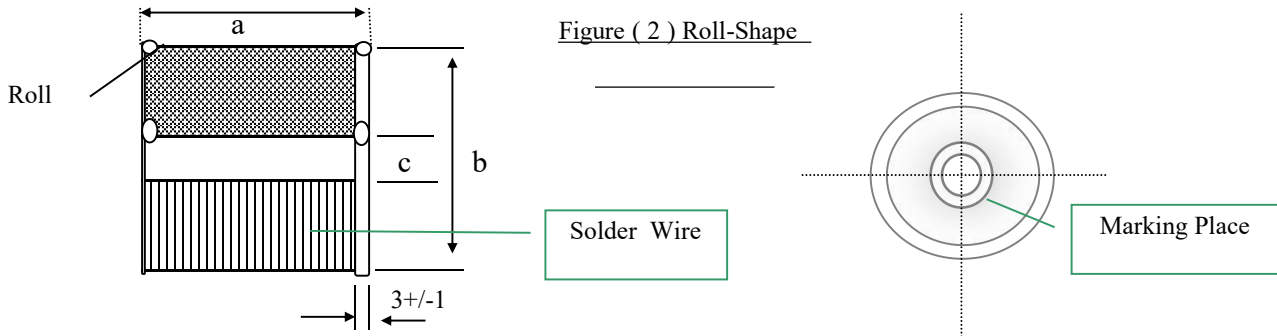 a
Figure ( 2 ) Roll-Shape
Roll
c
b
Solder Wire
Marking Place
3+/-1